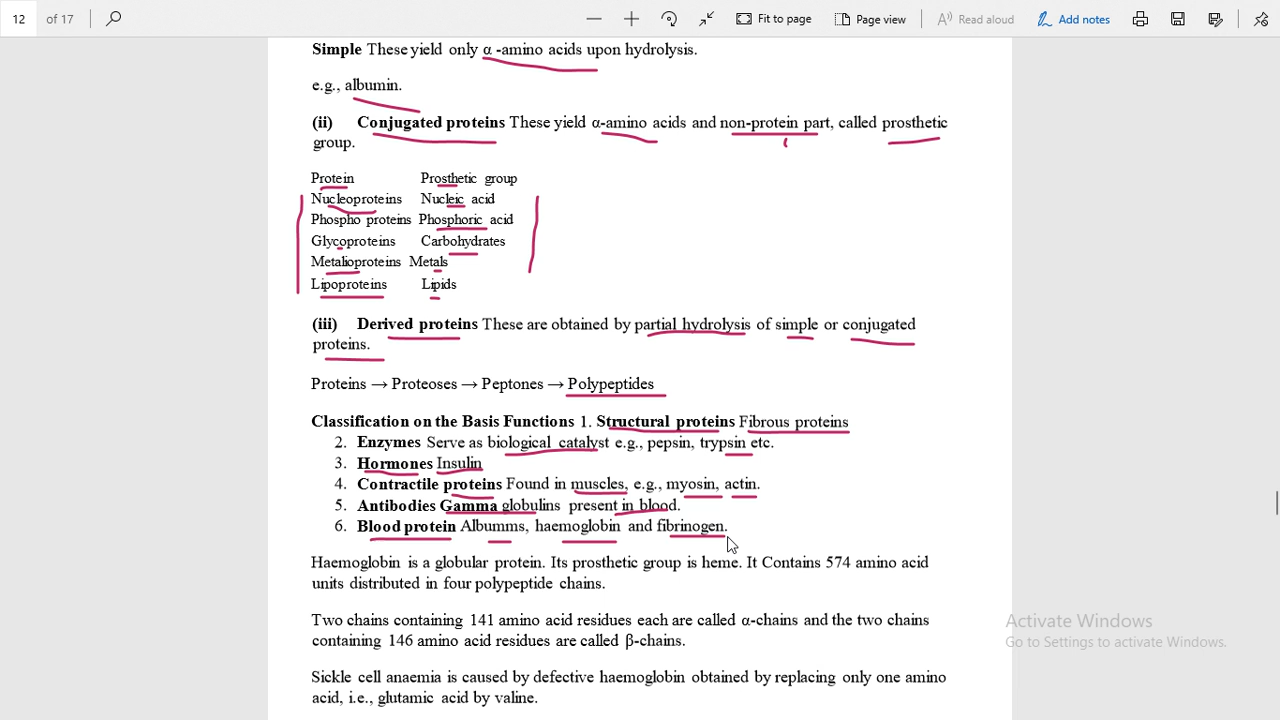 12 of 17 Fit to page Page view Read aloud Add notes
Simple These yield only α -amino acids upon hydrolysis.
e.g., albumin.
(ii) Conjugated proteins These yield α-amino acids and non-protein part, called prosthetic
group.
Protein Prosthetic group
Nucleoproteins Nucleic acid
Phospho proteins Phosphoric acid
Glycoproteins Carbohydrates
Metalioproteins Metals
Lipoproteins Lipids
(iii) Derived proteins These are obtained by partial hydrolysis of simple or conjugated
proteins.
Proteins → Proteoses → Peptones → Polypeptides
Classification on the Basis Functions 1. Structural proteins Fibrous proteins
2. Enzymes Serve as biological catalyst e.g., pepsin, trypsin etc.
3. Hormones Insulin
4. Contractile proteins Found in muscles, e.g., myosin, actin.
5. Antibodies Gamma globulins present in blood.
6. Blood protein Albumms, haemoglobin and fibrinogen.
Haemoglobin is a globular protein. Its prosthetic group is heme. It Contains 574 amino acid
units distributed in four polypeptide chains.
Two chains containing 141 amino acid residues each are called α-chains and the two chains
containing 146 amino acid residues are called β-chains.
Activate Windows
Go to Settings to activate Windows.
Sickle cell anaemia is caused by defective haemoglobin obtained by replacing only one amino
acid, i.e., glutamic acid by valine.